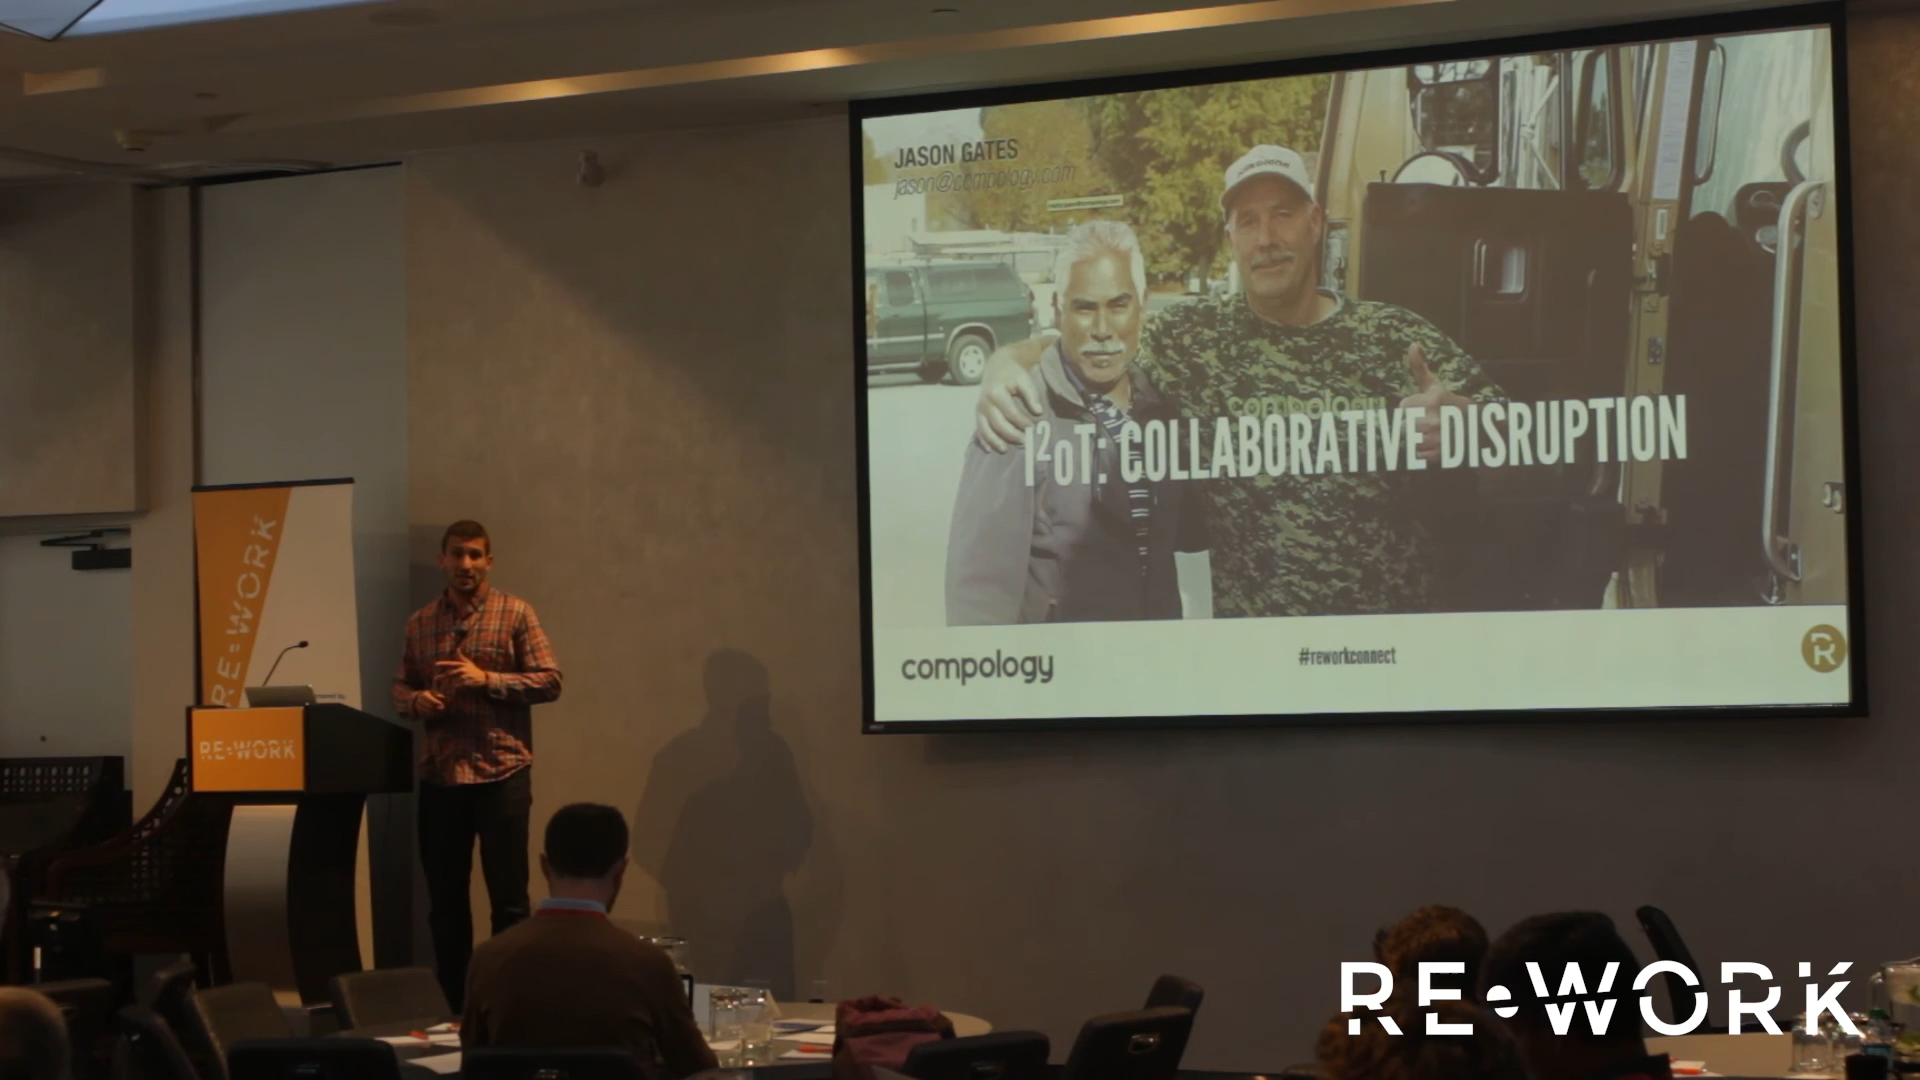 JASON GATES
jason@compology.com
compology
I²oT: COLLABORATIVE DISRUPTION
compology
#reworkconnect
R
RE•WORK
RE•WORK
RE•WORK